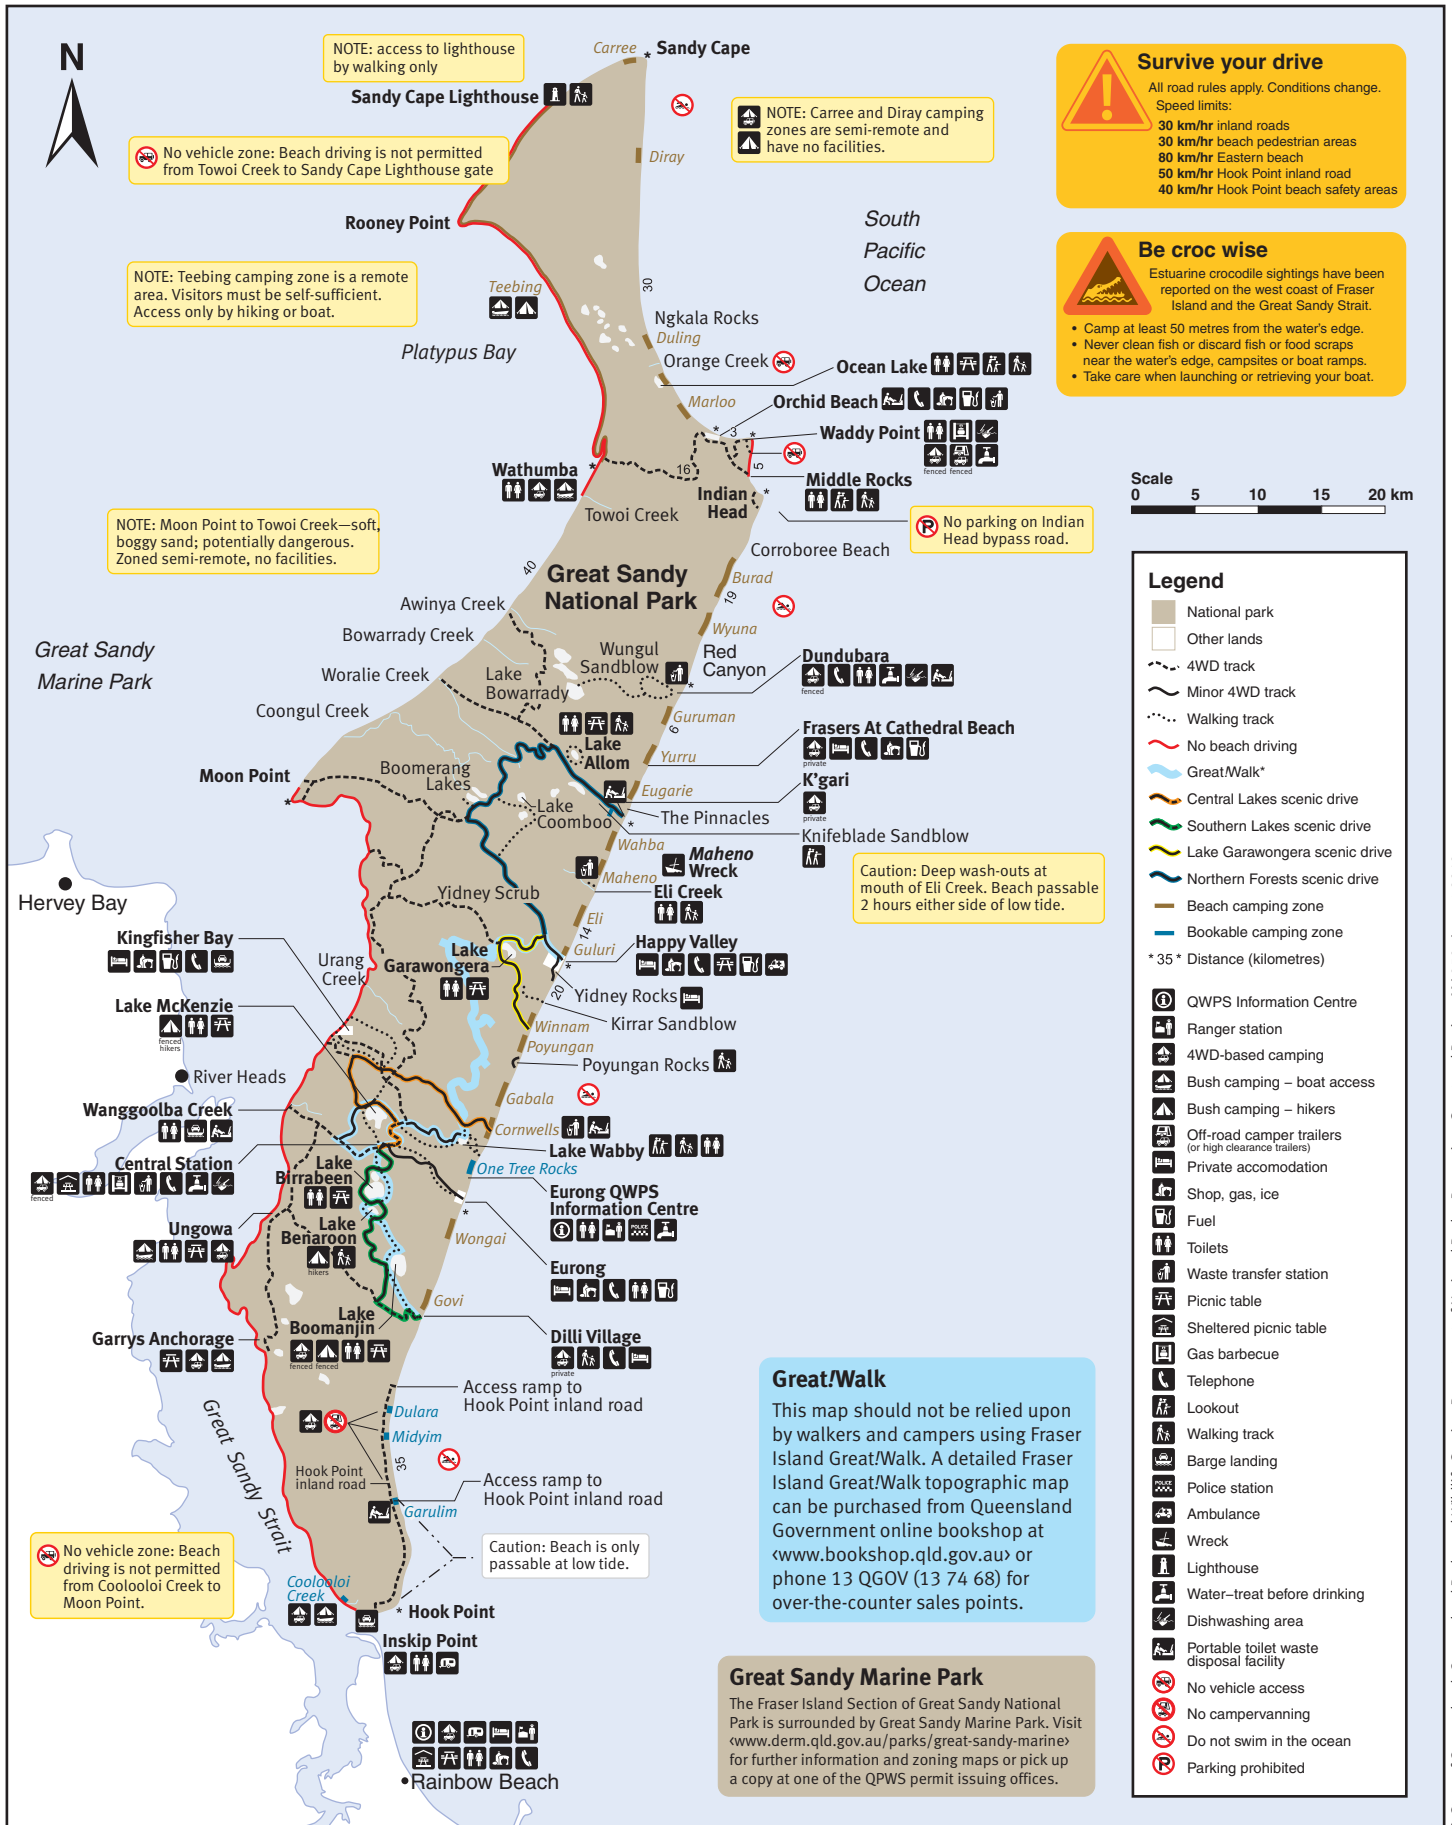 N
NOTE: access to lighthouse
by walking only
Carree
* Sandy Cape
Sandy Cape Lighthouse
NOTE: Carree and Diray camping
zones are semi-remote and
have no facilities.
No vehicle zone: Beach driving is not permitted
from Towoi Creek to Sandy Cape Lighthouse gate
Diray
Survive your drive
All road rules apply. Conditions change.
Speed limits:
30 km/hr inland roads
30 km/hr beach pedestrian areas
80 km/hr Eastern beach
50 km/hr Hook Point inland road
40 km/hr Hook Point beach safety areas
Rooney Point
South
Pacific
Ocean
Be croc wise
Estuarine crocodile sightings have been
reported on the west coast of Fraser
Island and the Great Sandy Strait.
• Camp at least 50 metres from the water's edge.
• Never clean fish or discard fish or food scraps
near the water's edge, campsites or boat ramps.
• Take care when launching or retrieving your boat.
NOTE: Teebing camping zone is a remote
area. Visitors must be self-sufficient.
Access only by hiking or boat.
Teebing
30
Platypus Bay
Ngkala Rocks
Duling
Orange Creek
Ocean Lake
Marloo
Orchid Beach
* 3 *
Waddy Point
fenced fenced
16
5
Wathumba *
Middle Rocks
Indian
Head
*
Towoi Creek
NOTE: Moon Point to Towoi Creek—soft,
boggy sand; potentially dangerous.
Zoned semi-remote, no facilities.
P No parking on Indian
Head bypass road.
Scale
0 5 10 15 20 km
Corroboree Beach
40
Great Sandy
National Park
Burad
19
Awinya Creek
Bowarrady Creek
Wyuna
Great Sandy
Marine Park
Woralie Creek
Lake
Bowarrady
Wungul
Sandblow
Red
Canyon
*
Dundubara
fenced
Coongul Creek
Guruman
6
Frasers At Cathedral Beach
private
Lake
Allom
Yurru
Moon Point
*
Boomerang
Lakes
Eugarie
K'gari
private
Lake
Coomboo
The Pinnacles
*
Knifeblade Sandblow
Wahba
Maheno
Wreck
Maheno
Caution: Deep wash-outs at
mouth of Eli Creek. Beach passable
2 hours either side of low tide.
Hervey Bay
Yidney Scrub
Eli Creek
Eli
14
Guluri
Kingfisher Bay
Lake
Garawongera
Happy Valley
*
Urang
Creek
20
Yidney Rocks
Lake McKenzie
fenced
hikers
Kirrar Sandblow
Winnam
Poyungan
Poyungan Rocks
River Heads
Gabala
Wanggoolba Creek
Cornwells
Lake Wabby
Central Station
fenced
Lake
Birrabeen
One Tree Rocks
Eurong QWPS
Information Centre
POLICE
*
Ungowa
Lake
Benaroon
hikers
Wongai
Eurong
Govi
Garrys Anchorage
Lake
Boomanjin
fenced fenced
Dilli Village
private
Access ramp to
Hook Point inland road
Dulara
Midyim
Great Sandy Strait
35
Hook Point
inland road
Access ramp to
Hook Point inland road
Garulim
No vehicle zone: Beach
driving is not permitted
from Coolooloi Creek to
Moon Point.
Caution: Beach is only
passable at low tide.
Coolooloi
Creek
* Hook Point
Inskip Point
Rainbow Beach
Great!Walk
This map should not be relied upon
by walkers and campers using Fraser
Island Great!Walk. A detailed Fraser
Island Great!Walk topographic map
can be purchased from Queensland
Government online bookshop at
‹www.bookshop.qld.gov.au› or
phone 13 QGOV (13 74 68) for
over-the-counter sales points.
Great Sandy Marine Park
The Fraser Island Section of Great Sandy National
Park is surrounded by Great Sandy Marine Park. Visit
‹www.derm.qld.gov.au/parks/great-sandy-marine›
for further information and zoning maps or pick up
a copy at one of the QPWS permit issuing offices.
Legend
National park
Other lands
4WD track
Minor 4WD track
Walking track
No beach driving
Great!Walk*
Central Lakes scenic drive
Southern Lakes scenic drive
Lake Garawongera scenic drive
Northern Forests scenic drive
Beach camping zone
Bookable camping zone
* 35 * Distance (kilometres)
QWPS Information Centre
Ranger station
4WD-based camping
Bush camping – boat access
Bush camping – hikers
Off-road camper trailers
(or high clearance trailers)
Private accomodation
Shop, gas, ice
Fuel
Toilets
Waste transfer station
Picnic table
Sheltered picnic table
Gas barbecue
Telephone
Lookout
Walking track
Barge landing
POLICE Police station
Ambulance
Wreck
Lighthouse
Water–treat before drinking
Dishwashing area
Portable toilet waste
disposal facility
No vehicle access
No campervanning
Do not swim in the ocean
P Parking prohibited